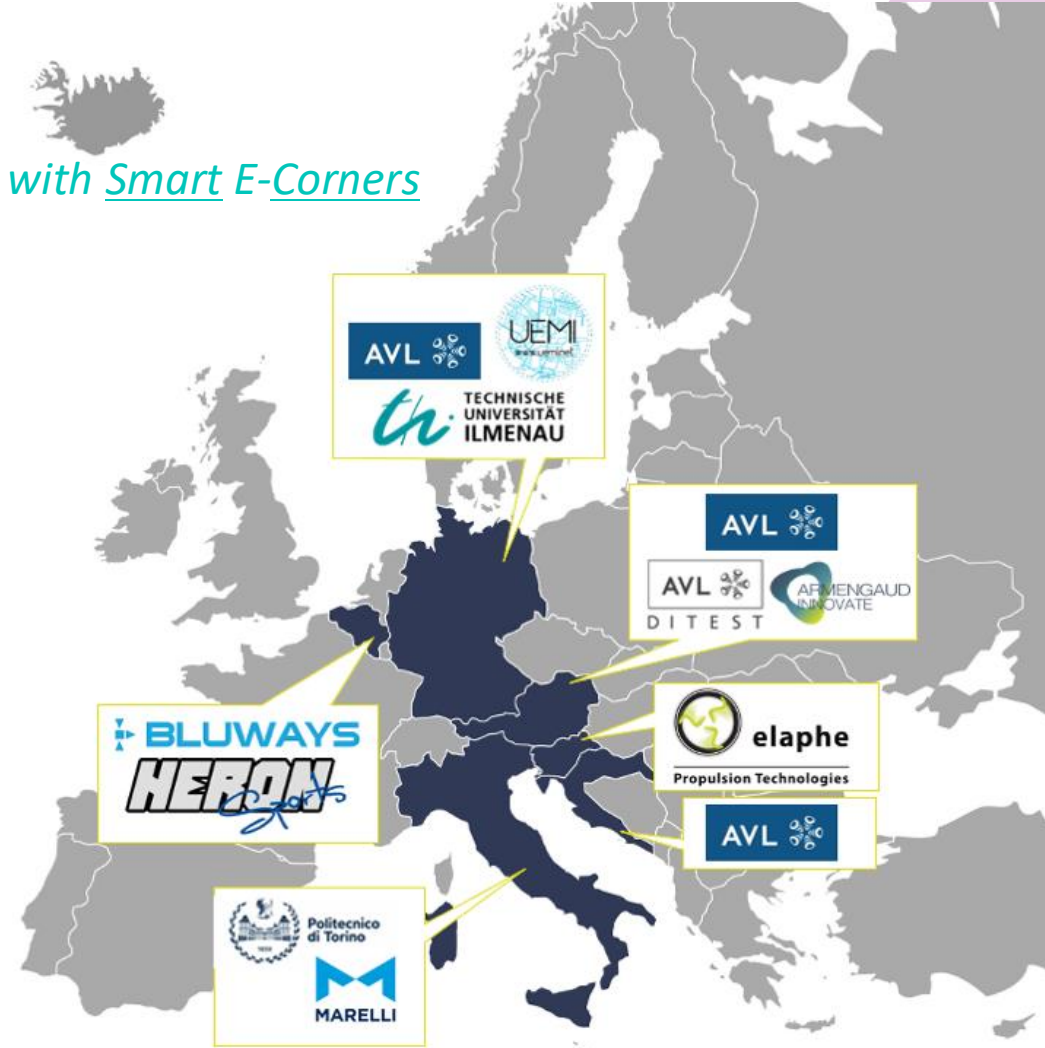 with Smart E-Corners
AVL
UEMI
TECHNISCHE
UNIVERSITÄT
ILMENAU
AVL
AVL
DITEST
ARMENGAUD
INNOVATE
BLUWAYS
HERON
Sports
elaphe
Propulsion Technologies
AVL
Politecnico
di Torino
MARELLI